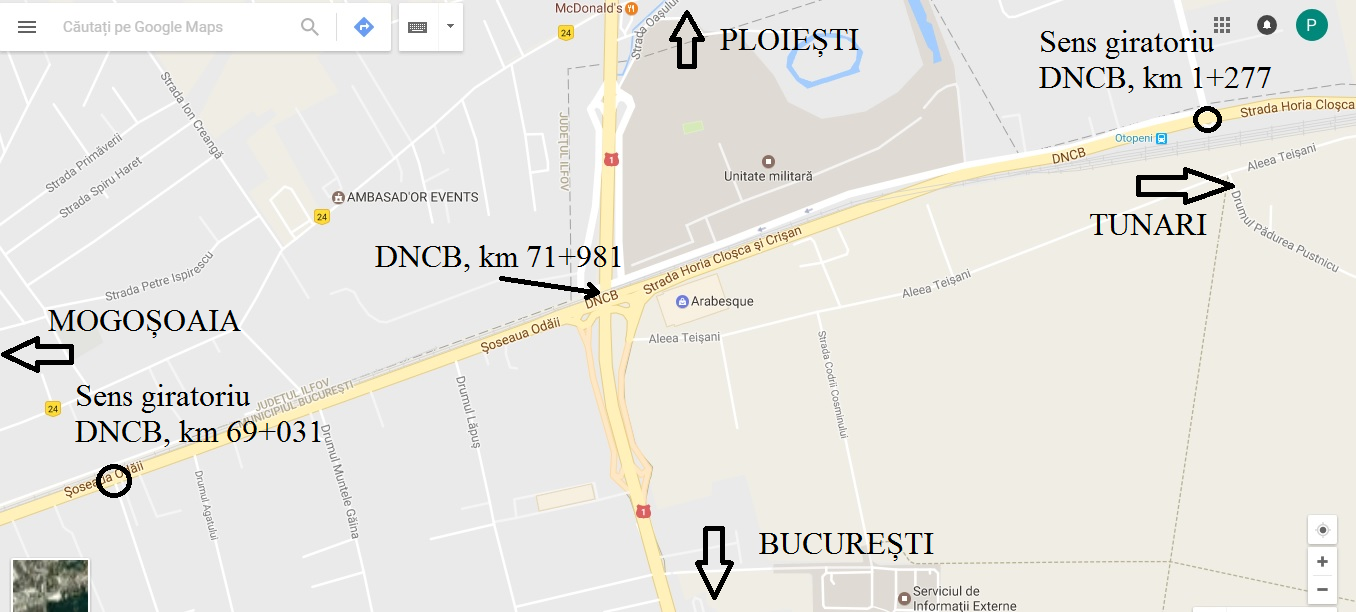 Căutați pe Google Maps
McDonald's
24
Strada Oașului
PLOIEȘTI
P
Sens giratoriu
DNCB, km 1+277
Strada Horia Cloșca
Otopeni
DNCB
Aleea Teișani
Strada Ion Creangă
JUDEȚUL ILFOV
1
Unitate militară
Strada Primăverii
Strada Spiru Haret
AMBASAD'OR EVENTS
24
TUNARI
Drumul Pădurea Pustnicu
DNCB, km 71+981
Strada Horia Cloșca și Crișan
Strada Petre Ispirescu
Aleea Teișani
DNCB
Arabesque
MOGOȘOAIA
Șoseaua Odăii
Aleea Teișani
Strada Codrii Cosminului
Sens giratoriu
DNCB, km 69+031
24
JUDEȚUL ILFOV
MUNICIPIUL BUCUREȘTI
Drumul Lăpuș
Drumul Muntele Găina
Șoseaua Odăii
Drumul Agatului
1
BUCUREȘTI
Serviciul de
Informații Externe